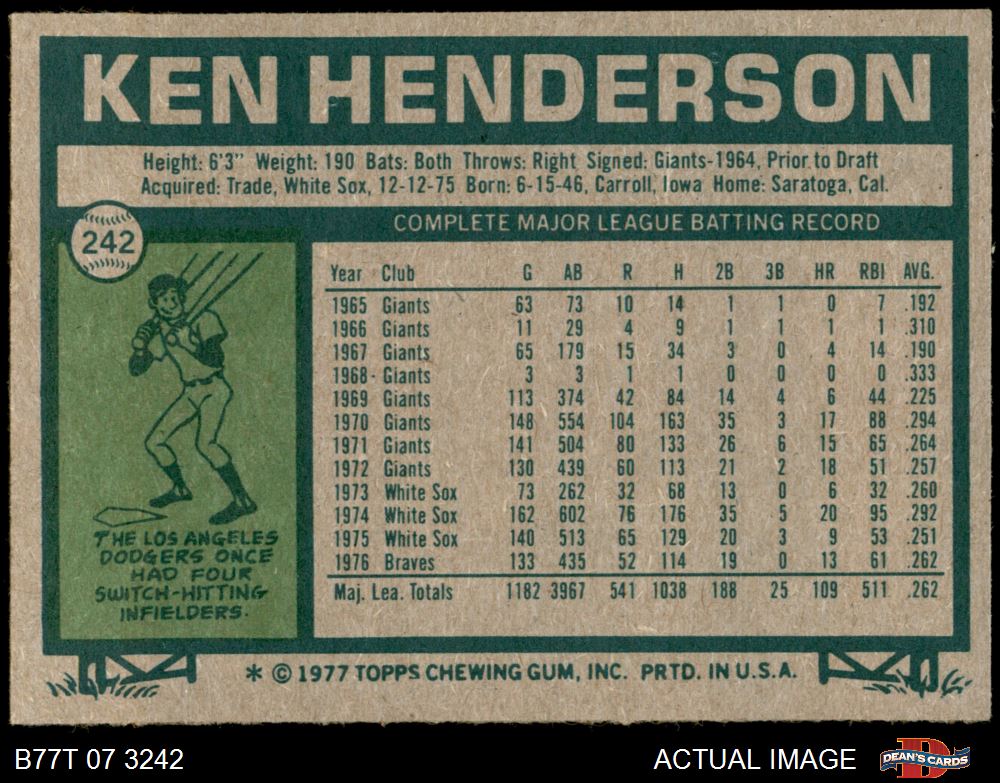 KEN HENDERSON
Height: 6'3" Weight: 190 Bats: Both Throws: Right Signed: Giants-1964, Prior to Draft
Acquired: Trade, White Sox, 12-12-75 Born: 6-15-46, Carroll, Iowa Home: Saratoga, Cal.
242
COMPLETE MAJOR LEAGUE BATTING RECORD
Year Club G AB R H 2B 3B HR RBI AVG.
1965 Giants 63 73 10 14 1 1 0 7 .192
1966 Giants 11 29 4 9 1 1 1 1 .310
1967 Giants 65 179 15 34 3 0 4 14 .190
1968- Giants 3 3 1 1 0 0 0 0 .333
1969 Giants 113 374 42 84 14 4 6 44 .225
1970 Giants 148 554 104 163 35 3 17 88 .294
1971 Giants 141 504 80 133 26 6 15 65 .264
1972 Giants 130 439 60 113 21 2 18 51 .257
1973 White Sox 73 262 32 68 13 0 6 32 .260
1974 White Sox 162 602 76 176 35 5 20 95 .292
1975 White Sox 140 513 65 129 20 3 9 53 .251
1976 Braves 133 435 52 114 19 0 13 61 .262
Maj. Lea. Totals 1182 3967 541 1038 188 25 109 511 .262
THE LOS ANGELES
DODGERS ONCE
HAD FOUR
SWITCH-HITTING
INFIELDERS.
* © 1977 TOPPS CHEWING GUM, INC. PRTD. IN U.S.A.
B77T 07 3242
ACTUAL IMAGE
DEAN'S CARDS